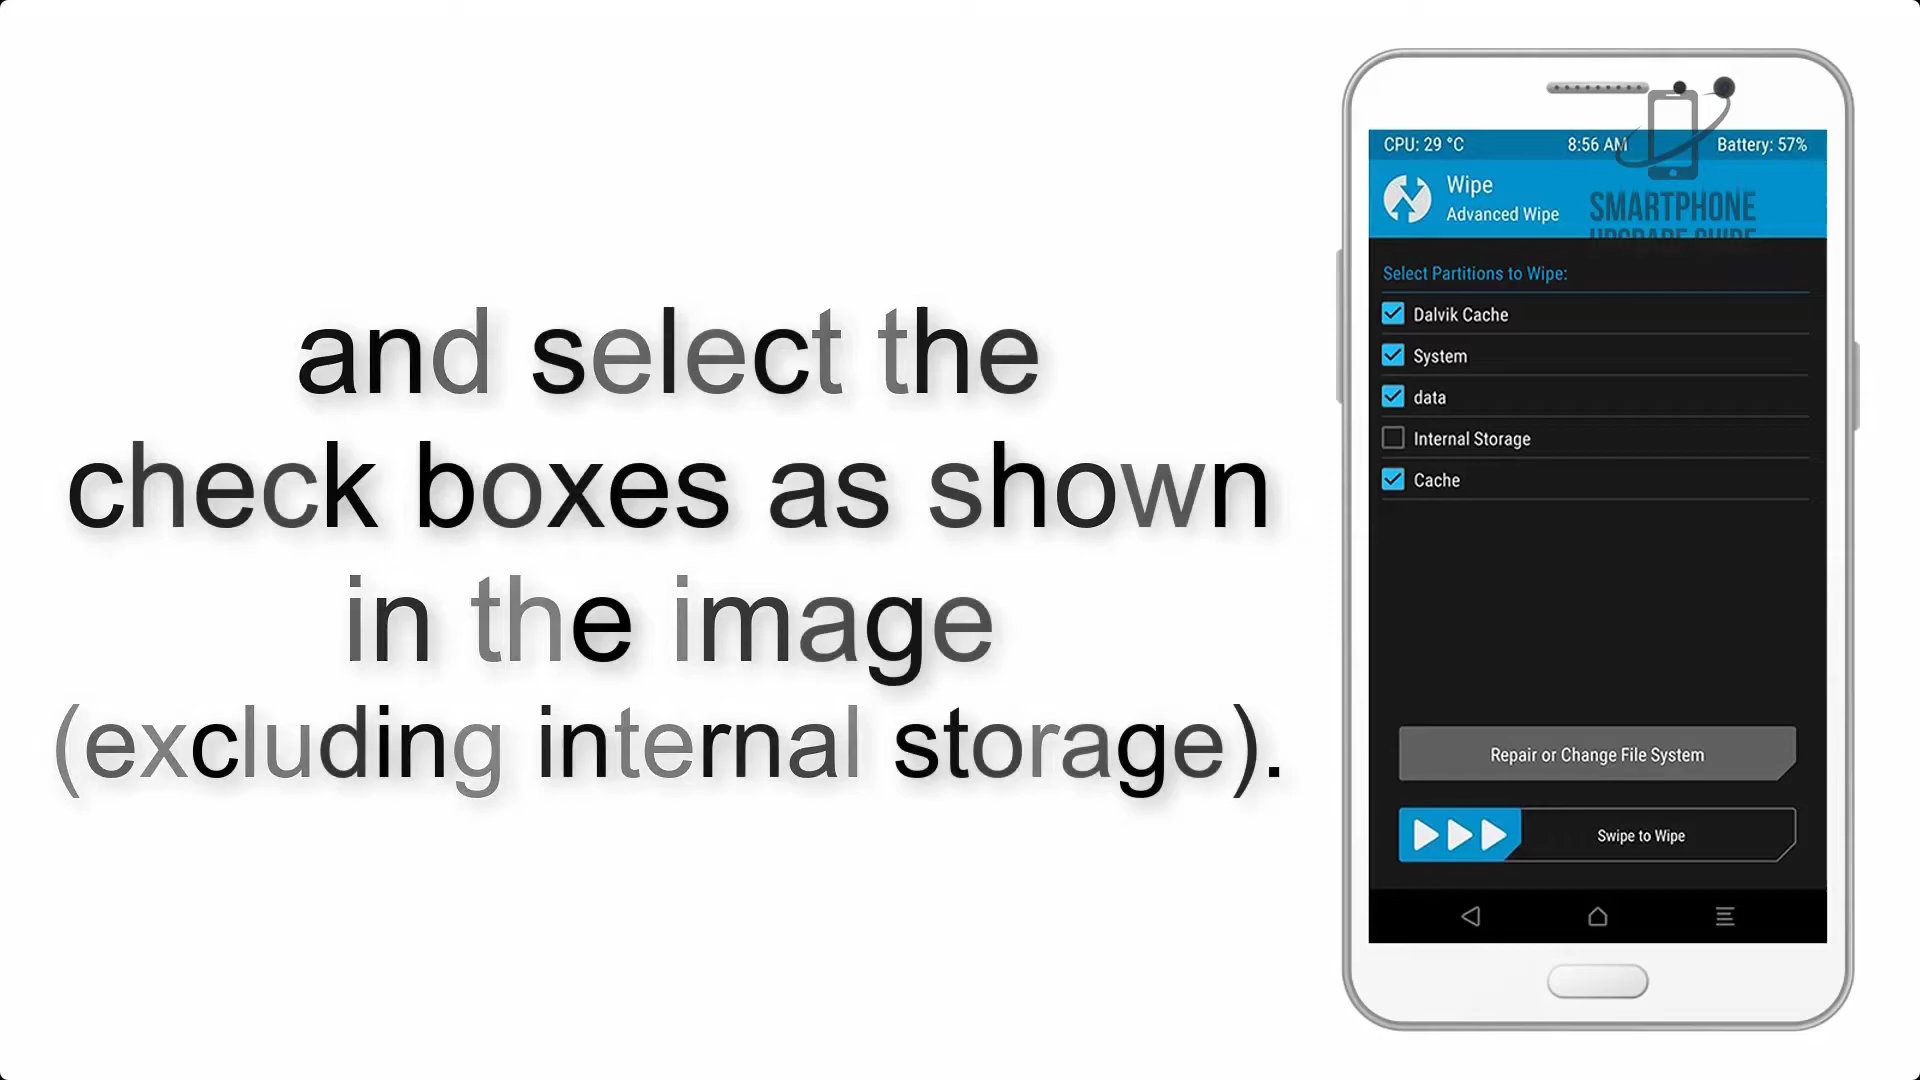 and select the
check boxes as shown
in the image
(excluding internal storage).
CPU: 29 °C 8:56 AM Battery: 57%
Wipe
Advanced Wipe
SMARTPHONE
UPGRADE GUIDE
Select Partitions to Wipe:
Dalvik Cache
System
data
Internal Storage
Cache
Repair or Change File System
Swipe to Wipe